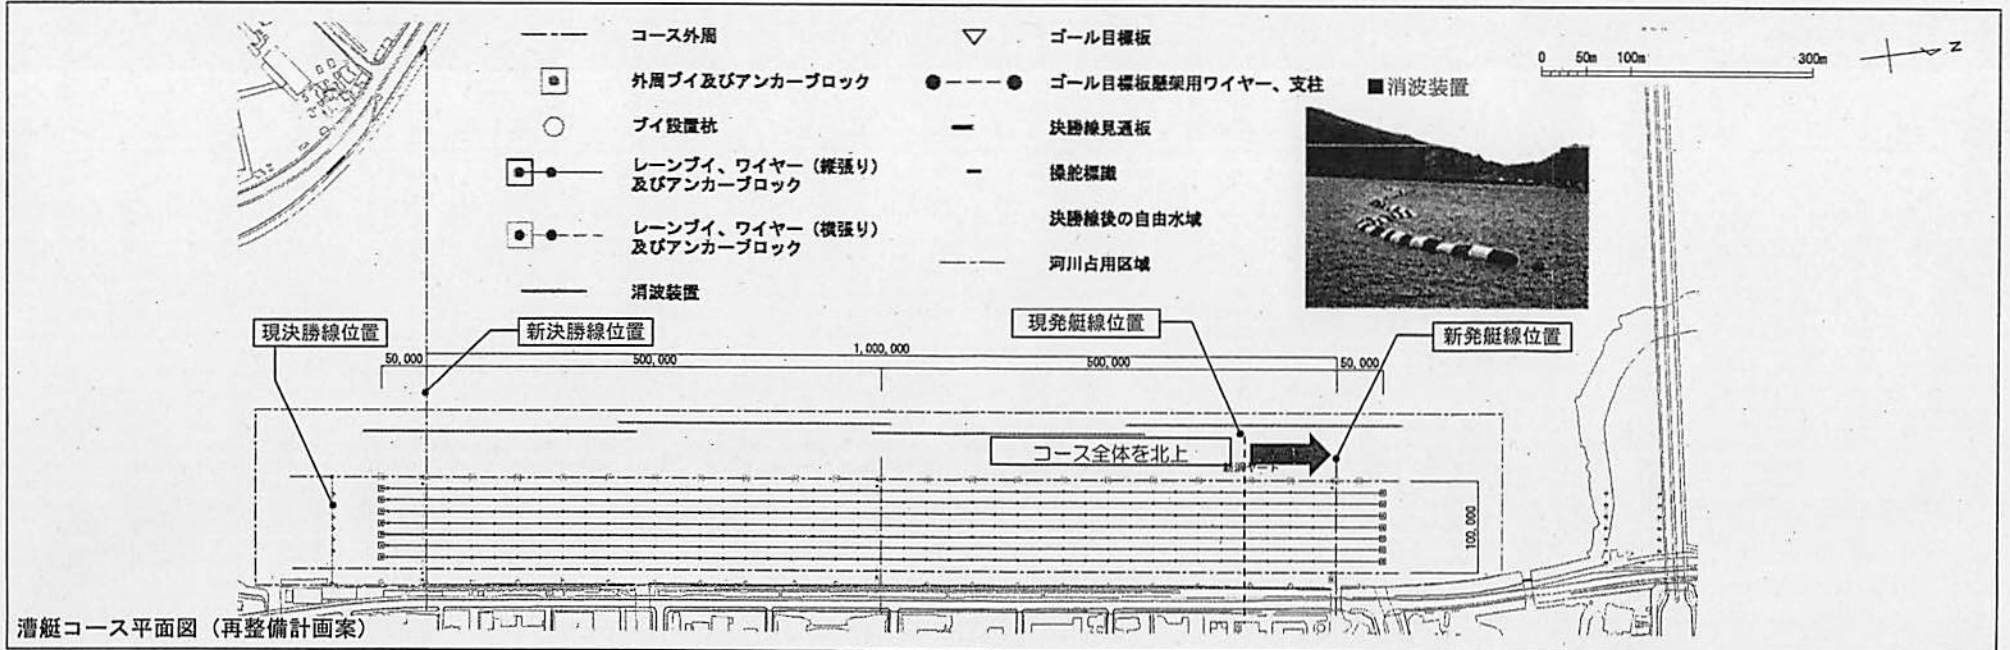 コース外周
外周ブイ及びアンカーブロック
ブイ設置杭
レーンブイ、ワイヤー（縦張り）
及びアンカーブロック
レーンブイ、ワイヤー（横張り）
及びアンカーブロック
消波装置
ゴール目標板
ゴール目標板懸架用ワイヤー、支柱
決勝線見通板
操舵標識
決勝線後の自由水域
河川占用区域
■消波装置
0 50m 100m 300m
N
現決勝線位置
新決勝線位置
現発艇線位置
新発艇線位置
1,000,000
50,000
500,000
500,000
50,000
コース全体を北上
100,000
漕艇コース平面図（再整備計画案）